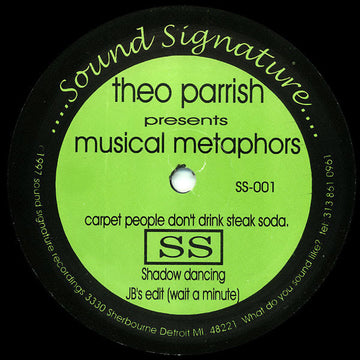 ....Sound Signature....
theo parrish
presents
musical metaphors
SS-001
carpet people don't drink steak soda.
SS
Shadow dancing
JB's edit (wait a minute)
©1997 sound signature recordings 3330 Sherbourne Detroit MI. 48221 What do you sound like? tel: 313 861 0961